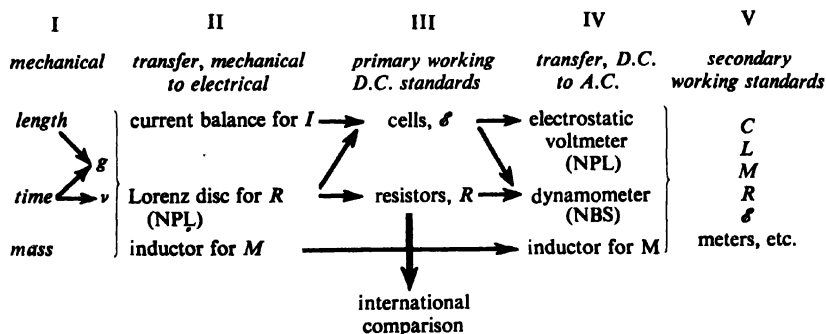 I II III IV V
mechanical transfer, mechanical primary working transfer, D.C. secondary
to electrical D.C. standards to A.C. working standards
length current balance for I cells, ℰ electrostatic C
voltmeter L
g (NPL) M
time ν Lorenz disc for R resistors, R dynamometer R
(NPL) (NBS) ℰ
mass inductor for M inductor for M meters, etc.
international
comparison